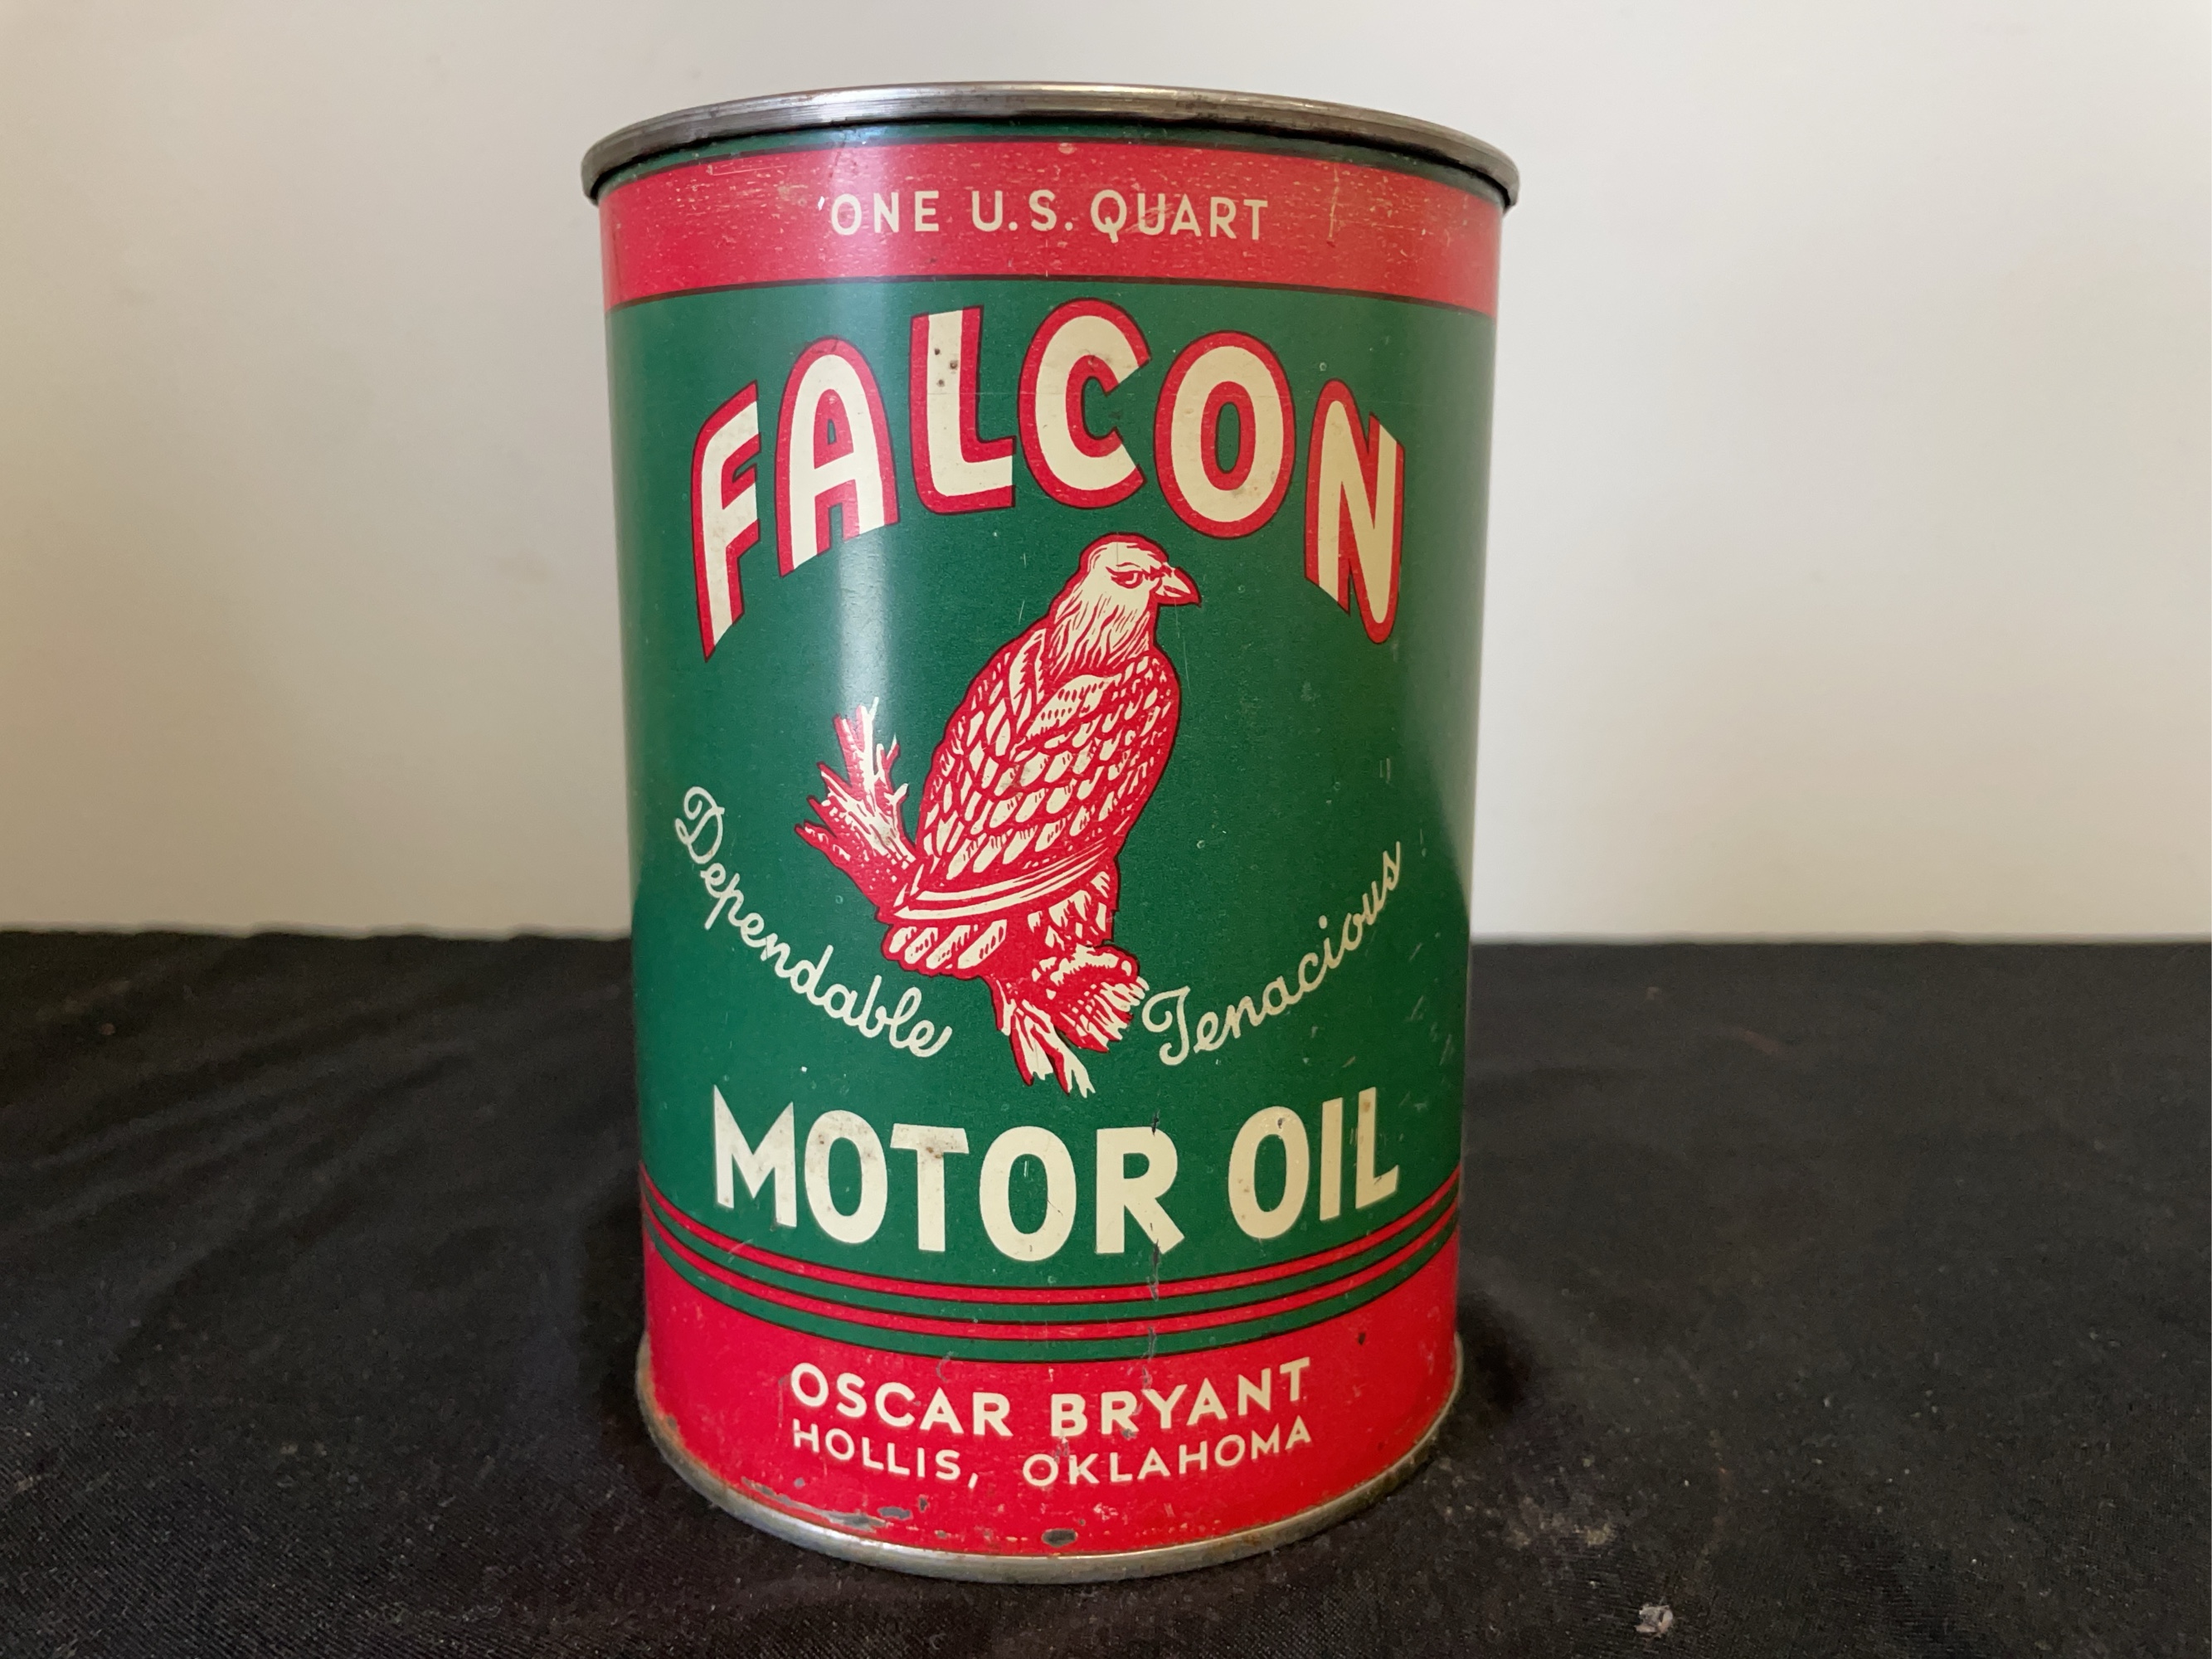 ONE U.S. QUART
FALCON
Dependable
Tenacious
MOTOR OIL
OSCAR BRYANT
HOLLIS, OKLAHOMA